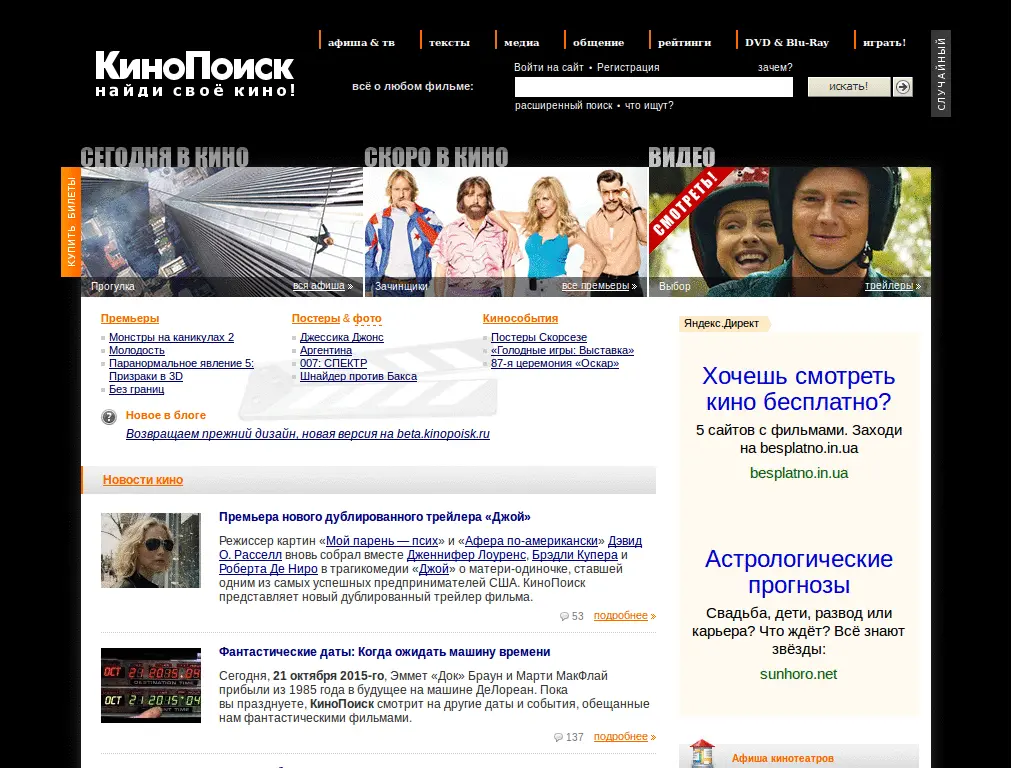 афиша & тв
тексты
медиа
общение
рейтинги
DVD & Blu-Ray
играть!
СЛУЧАЙНЫЙ
КиноПоиск
найди своё кино!
Войти на сайт • Регистрация
зачем?
всё о любом фильме:
искать!
расширенный поиск • что ищут?
СЕГОДНЯ В КИНО
СКОРО В КИНО
ВИДЕО
КУПИТЬ БИЛЕТЫ
СМОТРЕТЬ!
Прогулка
вся афиша »
Зачинщики
все премьеры »
Выбор
трейлеры »
Премьеры
Монстры на каникулах 2
Молодость
Паранормальное явление 5:
Призраки в 3D
Без границ
Постеры & фото
Джессика Джонс
Аргентина
007: СПЕКТР
Шнайдер против Бакса
Кинособытия
Постеры Скорсезе
«Голодные игры: Выставка»
87-я церемония «Оскар»
? Новое в блоге
Возвращаем прежний дизайн, новая версия на beta.kinopoisk.ru
Новости кино
Премьера нового дублированного трейлера «Джой»
Режиссер картин «Мой парень — псих» и «Афера по-американски» Дэвид
О. Расселл вновь собрал вместе Дженнифер Лоуренс, Брэдли Купера и
Роберта Де Ниро в трагикомедии «Джой» о матери-одиночке, ставшей
одним из самых успешных предпринимателей США. КиноПоиск
представляет новый дублированный трейлер фильма.
53 подробнее »
Фантастические даты: Когда ожидать машину времени
OCT 21 2015
DESTINATION TIME
OCT 21 2015
Сегодня, 21 октября 2015-го, Эммет «Док» Браун и Марти МакФлай
прибыли из 1985 года в будущее на машине ДеЛореан. Пока
вы празднуете, КиноПоиск смотрит на другие даты и события, обещанные
нам фантастическими фильмами.
137 подробнее »
Яндекс.Директ
Хочешь смотреть
кино бесплатно?
5 сайтов с фильмами. Заходи
на besplatno.in.ua
besplatno.in.ua
Астрологические
прогнозы
Свадьба, дети, развод или
карьера? Что ждёт? Всё знают
звёзды:
sunhoro.net
Афиша кинотеатров